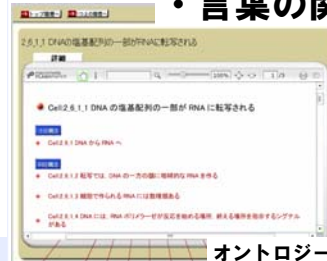 ・言葉の関
2,6,1,1 DNAの塩基配列の一部がRNAに転写される
詳細
100%
Cell:2,6,1,1 DNA の塩基配列の一部が RNA に転写される
Cell:2,6,1,1 DNA から RNA へ
Cell:2,6,1,2 転写では、DNA の一方の鎖に相補的な RNA を作る
Cell:2,6,1,3 細胞で作られる RNA には数種類ある
Cell:2,6,1,4 DNA には、RNA ポリメラーゼが反応を始める場所、終える場所を指示するシグナル
がある
オントロジー